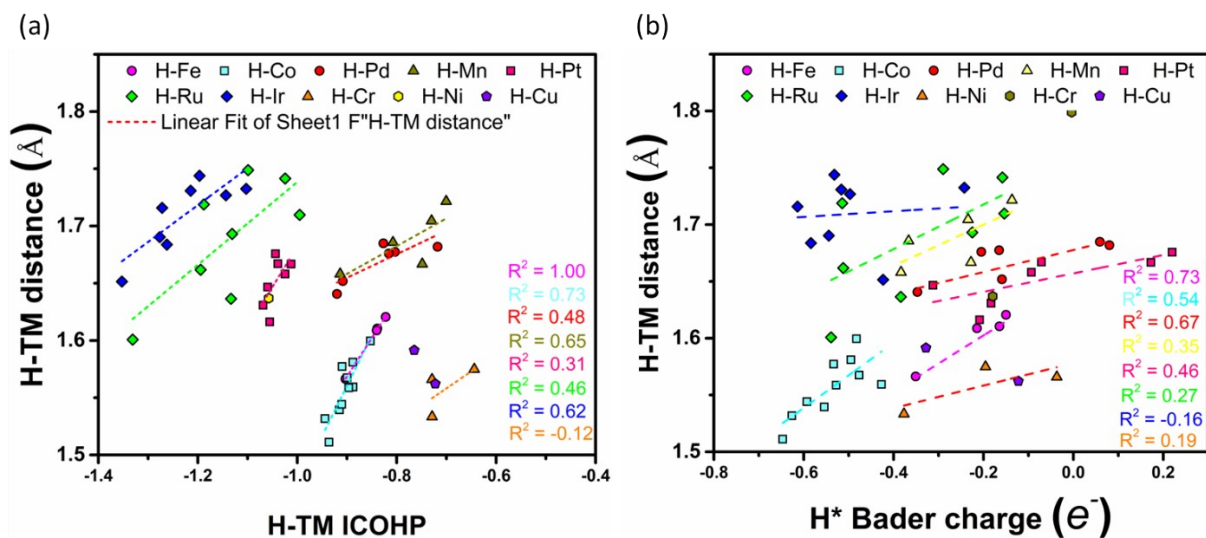 (a)
H-Fe H-Co H-Pd H-Mn H-Pt
H-Ru H-Ir H-Cr H-Ni H-Cu
Linear Fit of Sheet1 F"H-TM distance"
H-TM distance (Å)
1.8
1.7
1.6
1.5
R² = 1.00
R² = 0.73
R² = 0.48
R² = 0.65
R² = 0.31
R² = 0.46
R² = 0.62
R² = -0.12
-1.4 -1.2 -1.0 -0.8 -0.6 -0.4
H-TM ICOHP
(b)
H-Fe H-Co H-Pd H-Mn H-Pt
H-Ru H-Ir H-Ni H-Cr H-Cu
H-TM distance (Å)
1.8
1.7
1.6
1.5
R² = 0.73
R² = 0.54
R² = 0.67
R² = 0.35
R² = 0.46
R² = 0.27
R² = -0.16
R² = 0.19
-0.8 -0.6 -0.4 -0.2 0.0 0.2
H* Bader charge (e⁻)